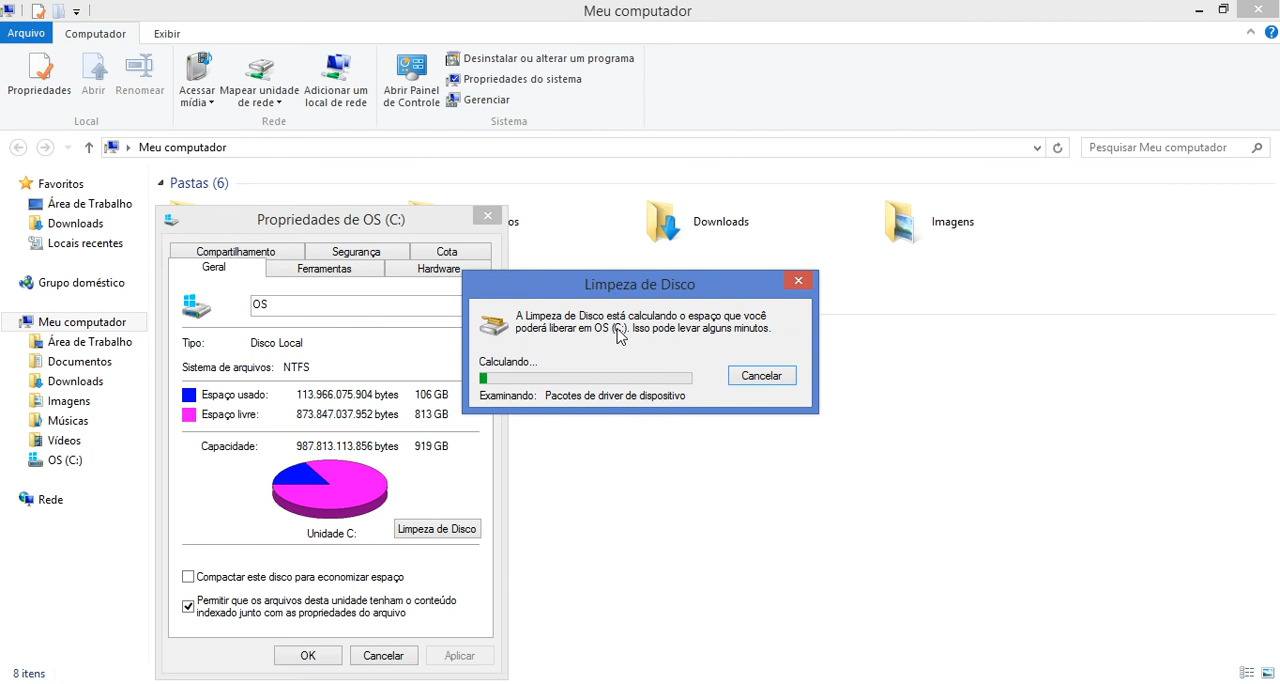 Meu computador
Arquivo
Computador
Exibir
Propriedades
Abrir
Renomear
Local
Acessar
mídia
Mapear unidade
de rede
Adicionar um
local de rede
Rede
Abrir Painel
de Controle
Desinstalar ou alterar um programa
Propriedades do sistema
Gerenciar
Sistema
Meu computador
Pesquisar Meu computador
Favoritos
Área de Trabalho
Downloads
Locais recentes
Grupo doméstico
Meu computador
Área de Trabalho
Documentos
Downloads
Imagens
Músicas
Vídeos
OS (C:)
Rede
Pastas (6)
os
Downloads
Imagens
Propriedades de OS (C:)
Compartilhamento
Segurança
Cota
Geral
Ferramentas
Hardware
OS
Tipo: Disco Local
Sistema de arquivos: NTFS
Espaço usado: 113.966.075.904 bytes 106 GB
Espaço livre: 873.847.037.952 bytes 813 GB
Capacidade: 987.813.113.856 bytes 919 GB
Unidade C:
Limpeza de Disco
Compactar este disco para economizar espaço
Permitir que os arquivos desta unidade tenham o conteúdo
indexado junto com as propriedades do arquivo
OK
Cancelar
Aplicar
Limpeza de Disco
A Limpeza de Disco está calculando o espaço que você
poderá liberar em OS (C:). Isso pode levar alguns minutos.
Calculando...
Cancelar
Examinando: Pacotes de driver de dispositivo
8 itens